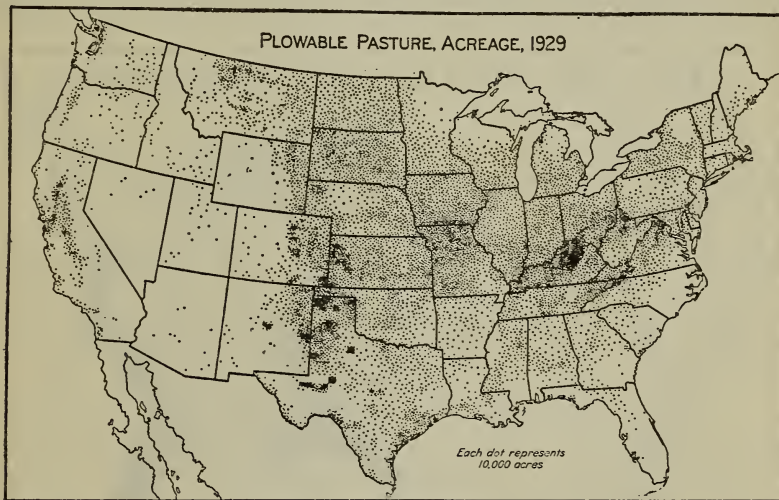 PLOWABLE PASTURE, ACREAGE, 1929
Each dot represents
10,000 acres